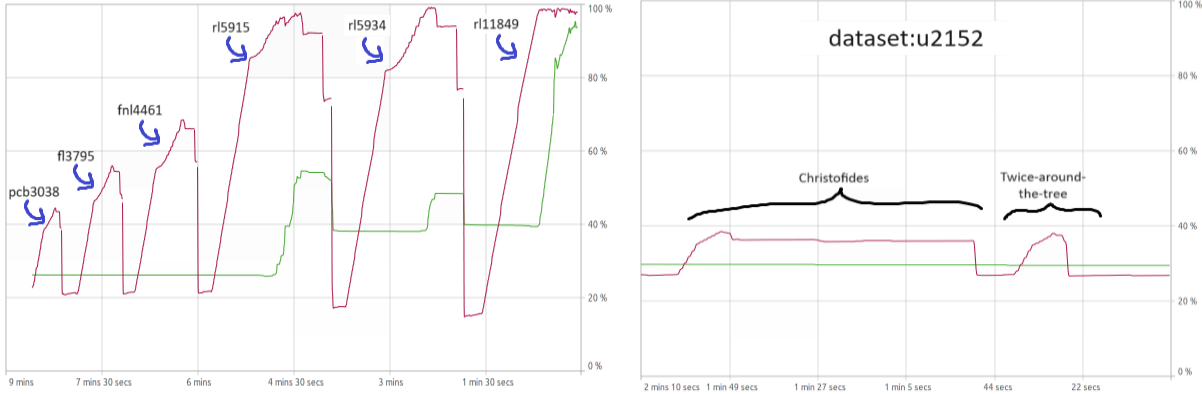 100 %
rl5915
rl5934
rl11849
80 %
fnl4461
60 %
fl3795
pcb3038
40 %
20 %
0 %
9 mins 7 mins 30 secs 6 mins 4 mins 30 secs 3 mins 1 min 30 secs
100 %
dataset:u2152
80 %
60 %
Christofides
Twice-around-
the-tree
40 %
20 %
0 %
2 mins 10 secs 1 min 49 secs 1 min 27 secs 1 min 5 secs 44 secs 22 secs